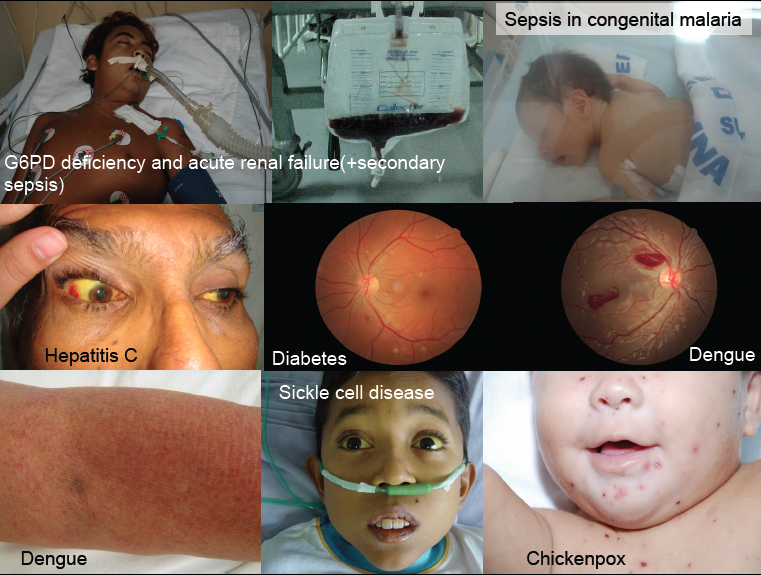 Sepsis in congenital malaria
Colector
G6PD deficiency and acute renal failure(+secondary
sepsis)
Hepatitis C
Diabetes
Dengue
Sickle cell disease
Dengue
Chickenpox